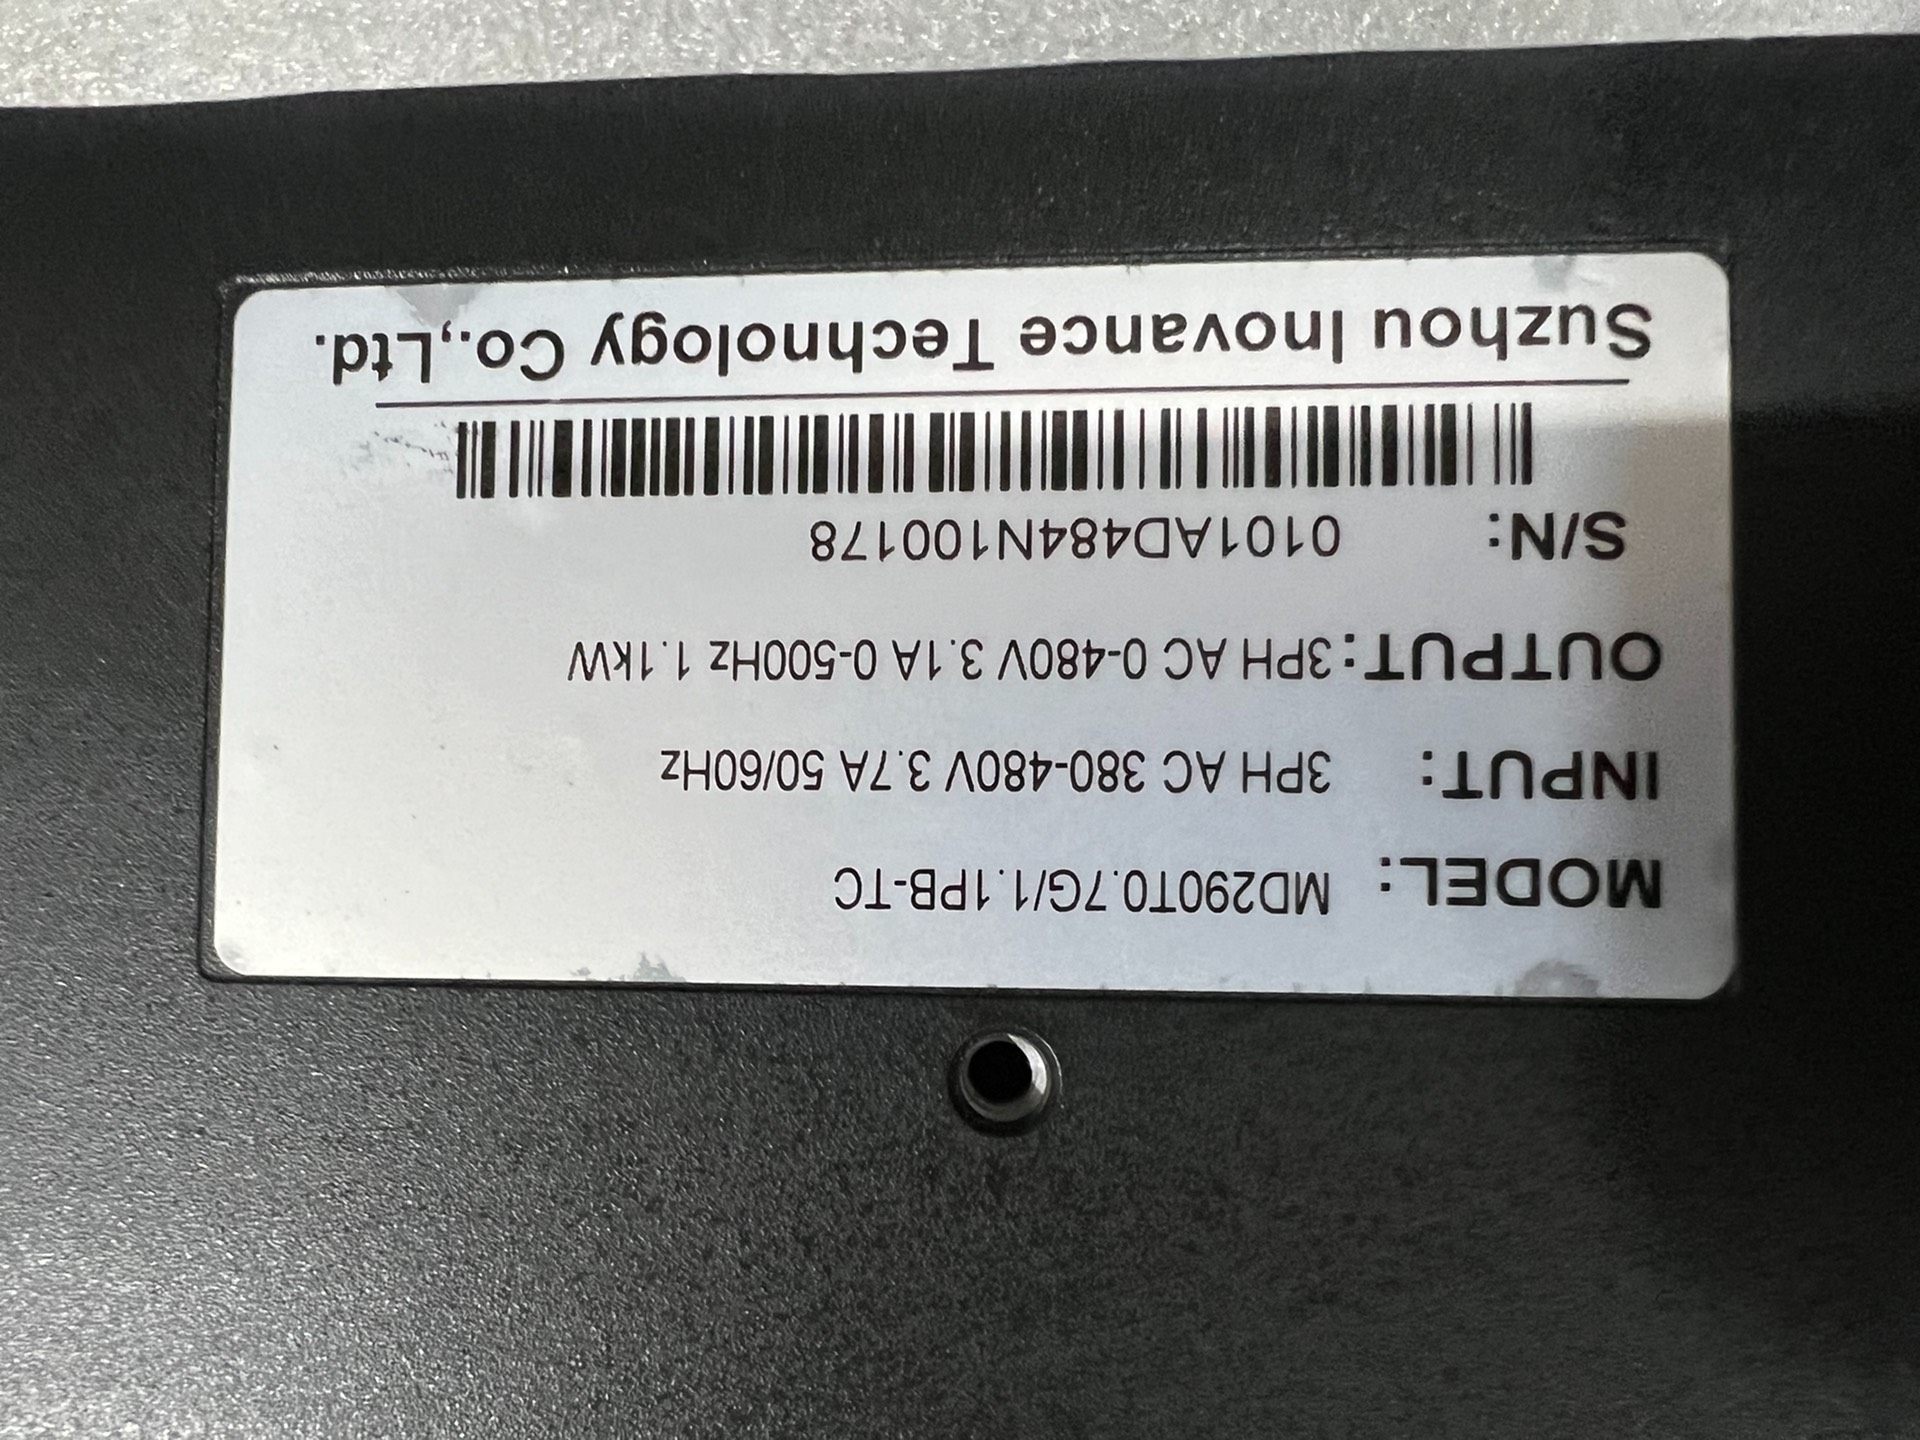 MODEL: MD290T0.7G/1.1PB-TC
INPUT: 3PH AC 380-480V 3.7A 50/60Hz
OUTPUT: 3PH AC 0-480V 3.1A 0-500Hz 1.1kW
S/N: 0101AD484N100178
Suzhou Inovance Technology Co.,Ltd.